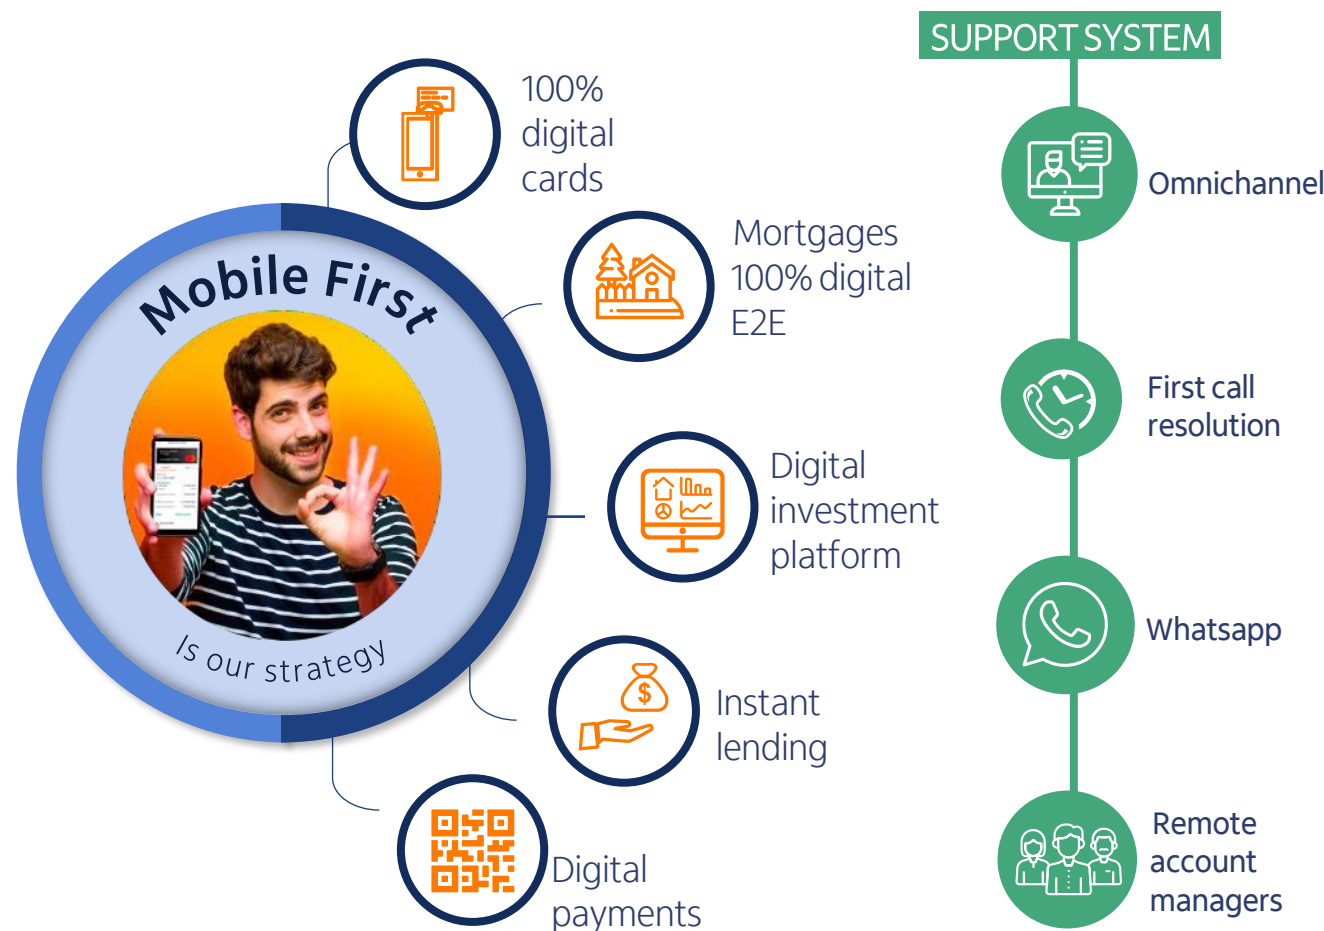 Mobile First
Is our strategy
100%
digital
cards
Mortgages
100% digital
E2E
Digital
investment
platform
$
Instant
lending
Digital
payments
SUPPORT SYSTEM
Omnichannel
First call
resolution
Whatsapp
Remote
account
managers